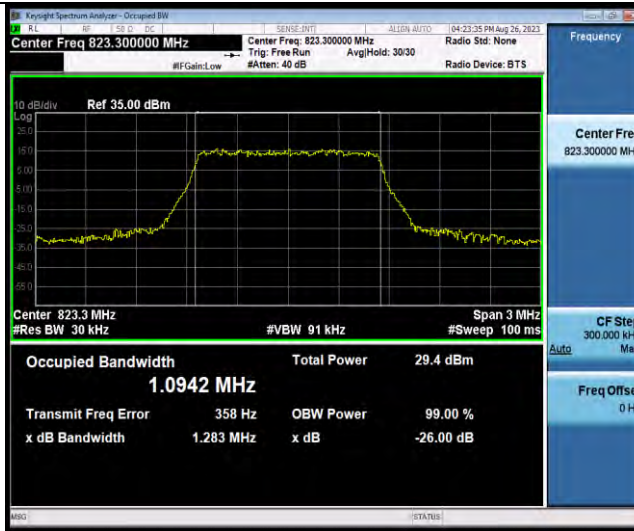 Keysight Spectrum Analyzer - Occupied BW
RL RF 50 Ω DC SENSE:INT ALIGN AUTO 04:23:35 PM Aug 26, 2023
Center Freq 823.300000 MHz
Center Freq: 823.300000 MHz
Radio Std: None
Trig: Free Run Avg|Hold: 30/30
#IFGain:Low #Atten: 40 dB Radio Device: BTS
Frequency
10 dB/div Ref 35.00 dBm
Log
25.0
15.0
5.00
-5.00
-15.0
-25.0
-35.0
-45.0
-55.0
Center Fre
823.300000 MH
Center 823.3 MHz Span 3 MHz
#Res BW 30 kHz #VBW 91 kHz #Sweep 100 ms
CF Ste
300.000 kH
Auto Ma
Occupied Bandwidth Total Power 29.4 dBm
1.0942 MHz
Transmit Freq Error 358 Hz OBW Power 99.00 %
x dB Bandwidth 1.283 MHz x dB -26.00 dB
Freq Offse
0 H
MSG STATUS